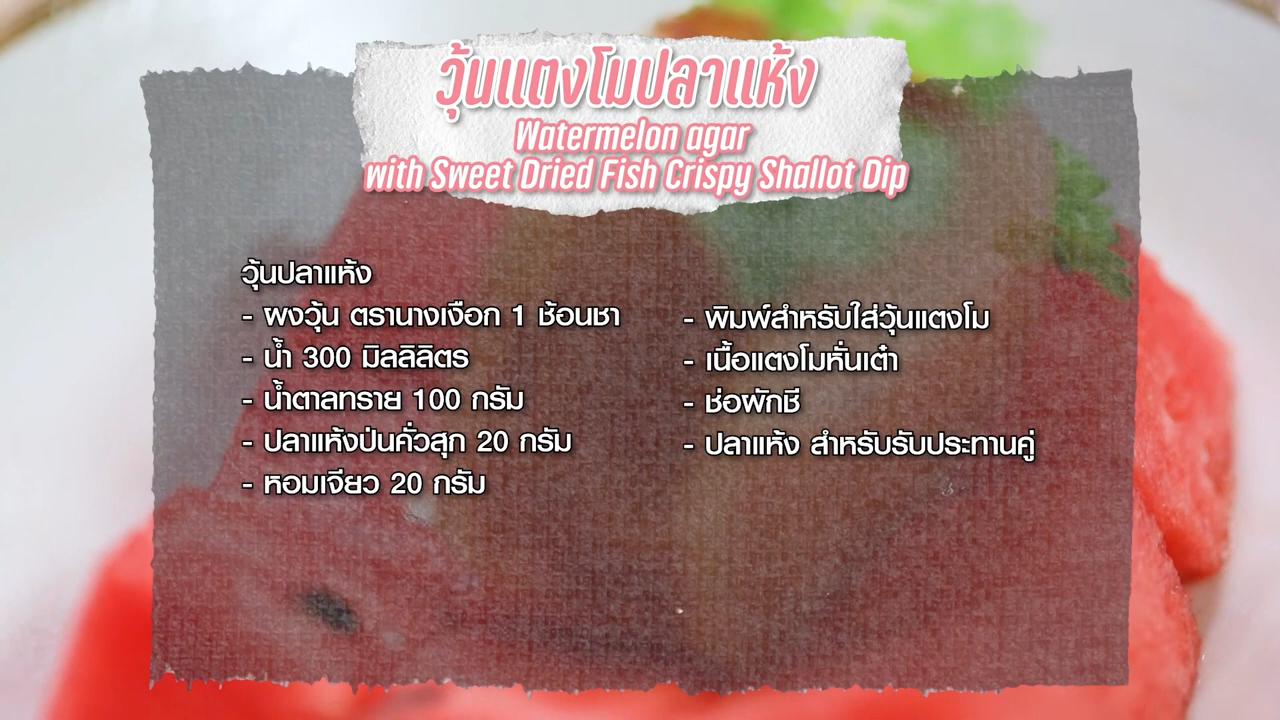 วุ้นแตงโมปลาแห้ง
Watermelon agar
with Sweet Dried Fish Crispy Shallot Dip
วุ้นปลาแห้ง
- ผงวุ้น ตรานางเงือก 1 ช้อนชา
- น้ำ 300 มิลลิลิตร
- น้ำตาลทราย 100 กรัม
- ปลาแห้งป่นคั่วสุก 20 กรัม
- หอมเจียว 20 กรัม
- พิมพ์สำหรับใส่วุ้นแตงโม
- เนื้อแตงโมหั่นเต๋า
- ช่อผักชี
- ปลาแห้ง สำหรับรับประทานคู่